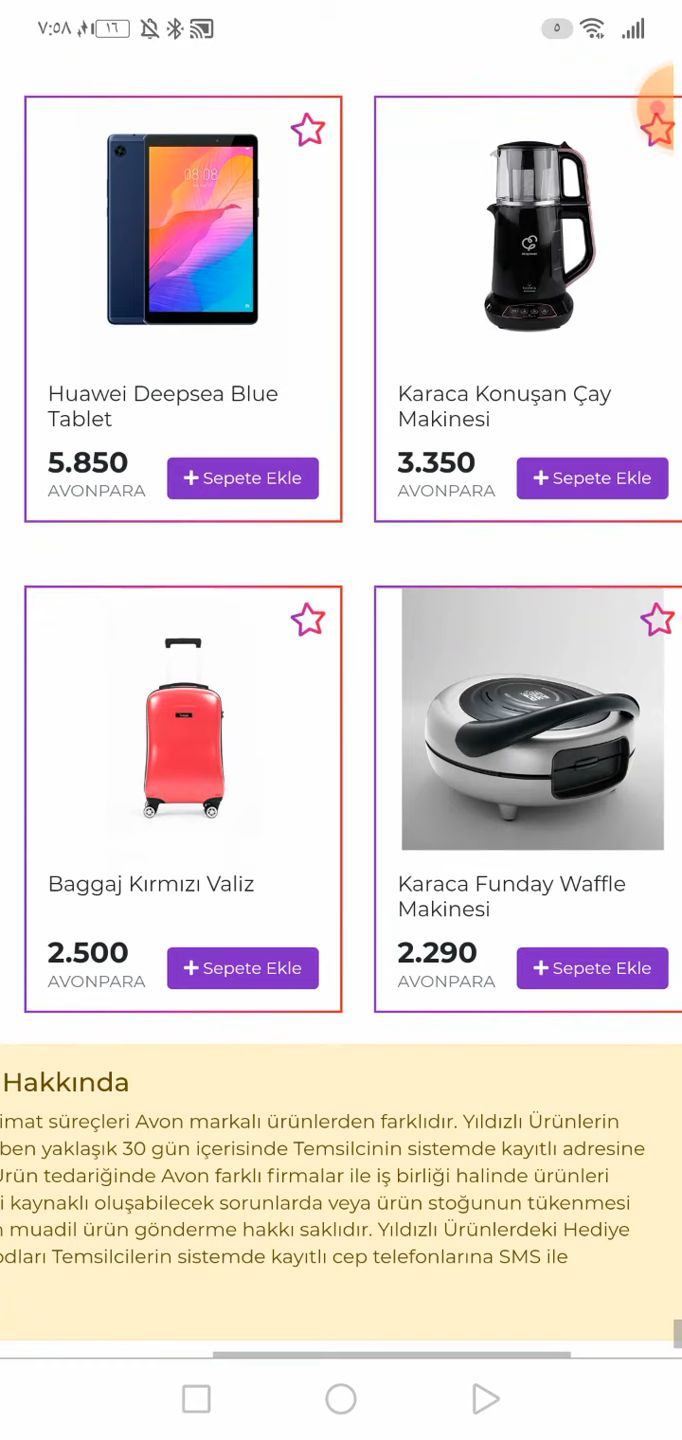 ٧:٥٨
١٦
٥
08:08
Huawei Deepsea Blue
Tablet
5.850
AVONPARA
+ Sepete Ekle
Karaca Konuşan Çay
Makinesi
3.350
AVONPARA
+ Sepete Ekle
Baggaj Kırmızı Valiz
2.500
AVONPARA
+ Sepete Ekle
Karaca Funday Waffle
Makinesi
2.290
AVONPARA
+ Sepete Ekle
Hakkında
imat süreçleri Avon markalı ürünlerden farklıdır. Yıldızlı Ürünlerin
ben yaklaşık 30 gün içerisinde Temsilcinin sistemde kayıtlı adresine
Ürün tedariğinde Avon farklı firmalar ile iş birliği halinde ürünleri
i kaynaklı oluşabilecek sorunlarda veya ürün stoğunun tükenmesi
n muadil ürün gönderme hakkı saklıdır. Yıldızlı Ürünlerdeki Hediye
odları Temsilcilerin sistemde kayıtlı cep telefonlarına SMS ile